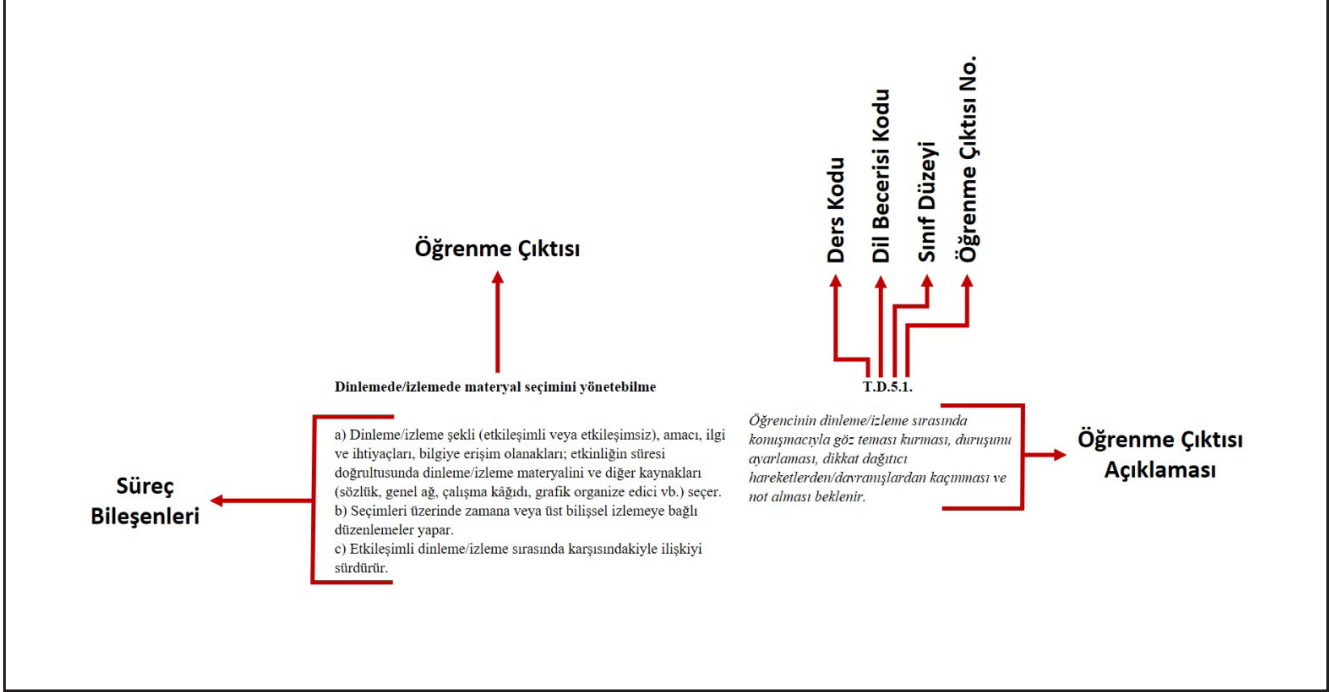 Ders Kodu
Dil Becerisi Kodu
Sınıf Düzeyi
Öğrenme Çıktısı No.
Öğrenme Çıktısı
Dinlemede/izlemede materyal seçimini yönetebilme
T.D.5.1.
Süreç
Bileşenleri
a) Dinleme/izleme şekli (etkileşimli veya etkileşimsiz), amacı, ilgi
ve ihtiyaçları, bilgiye erişim olanakları; etkinliğin süresi
doğrultusunda dinleme/izleme materyalini ve diğer kaynakları
(sözlük, genel ağ, çalışma kâğıdı, grafik organize edici vb.) seçer.
b) Seçimleri üzerinde zamana veya üst bilişsel izlemeye bağlı
düzenlemeler yapar.
c) Etkileşimli dinleme/izleme sırasında karşısındakiyle ilişkiyi
sürdürür.
Öğrencinin dinleme/izleme sırasında
konuşmacıyla göz teması kurması, duruşunu
ayarlaması, dikkat dağıtıcı
hareketlerden/davranışlardan kaçınması ve
not alması beklenir.
Öğrenme Çıktısı
Açıklaması